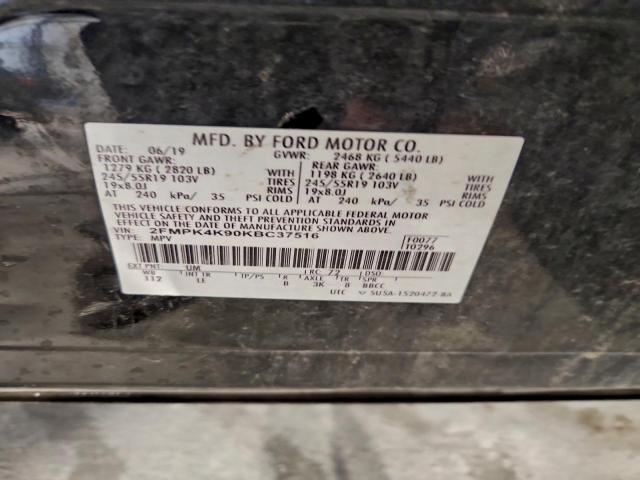 MFD. BY FORD MOTOR CO.
DATE: 06/19 GVWR: 2468 KG ( 5440 LB)
FRONT GAWR: REAR GAWR:
1279 KG ( 2820 LB) WITH 1198 KG ( 2640 LB) WITH
245/55R19 103V TIRES 245/55R19 103V TIRES
19x8.0J RIMS 19x8.0J RIMS
AT 240 kPa/ 35 PSI COLD AT 240 kPa/ 35 PSI COLD
THIS VEHICLE CONFORMS TO ALL APPLICABLE FEDERAL MOTOR
VEHICLE SAFETY AND THEFT PREVENTION STANDARDS IN
EFFECT ON THE DATE OF MANUFACTURE SHOWN ABOVE.
VIN: 2FMPK4K90KBC37516 F0077
TYPE: MPV T0296
EXT PNT: UM RC: 72 DSO:
WB INT TR TP/PS R AXLE TR SPR
112 LE B 3K 8 BBCC
UTC 5U5A-1520472-BA